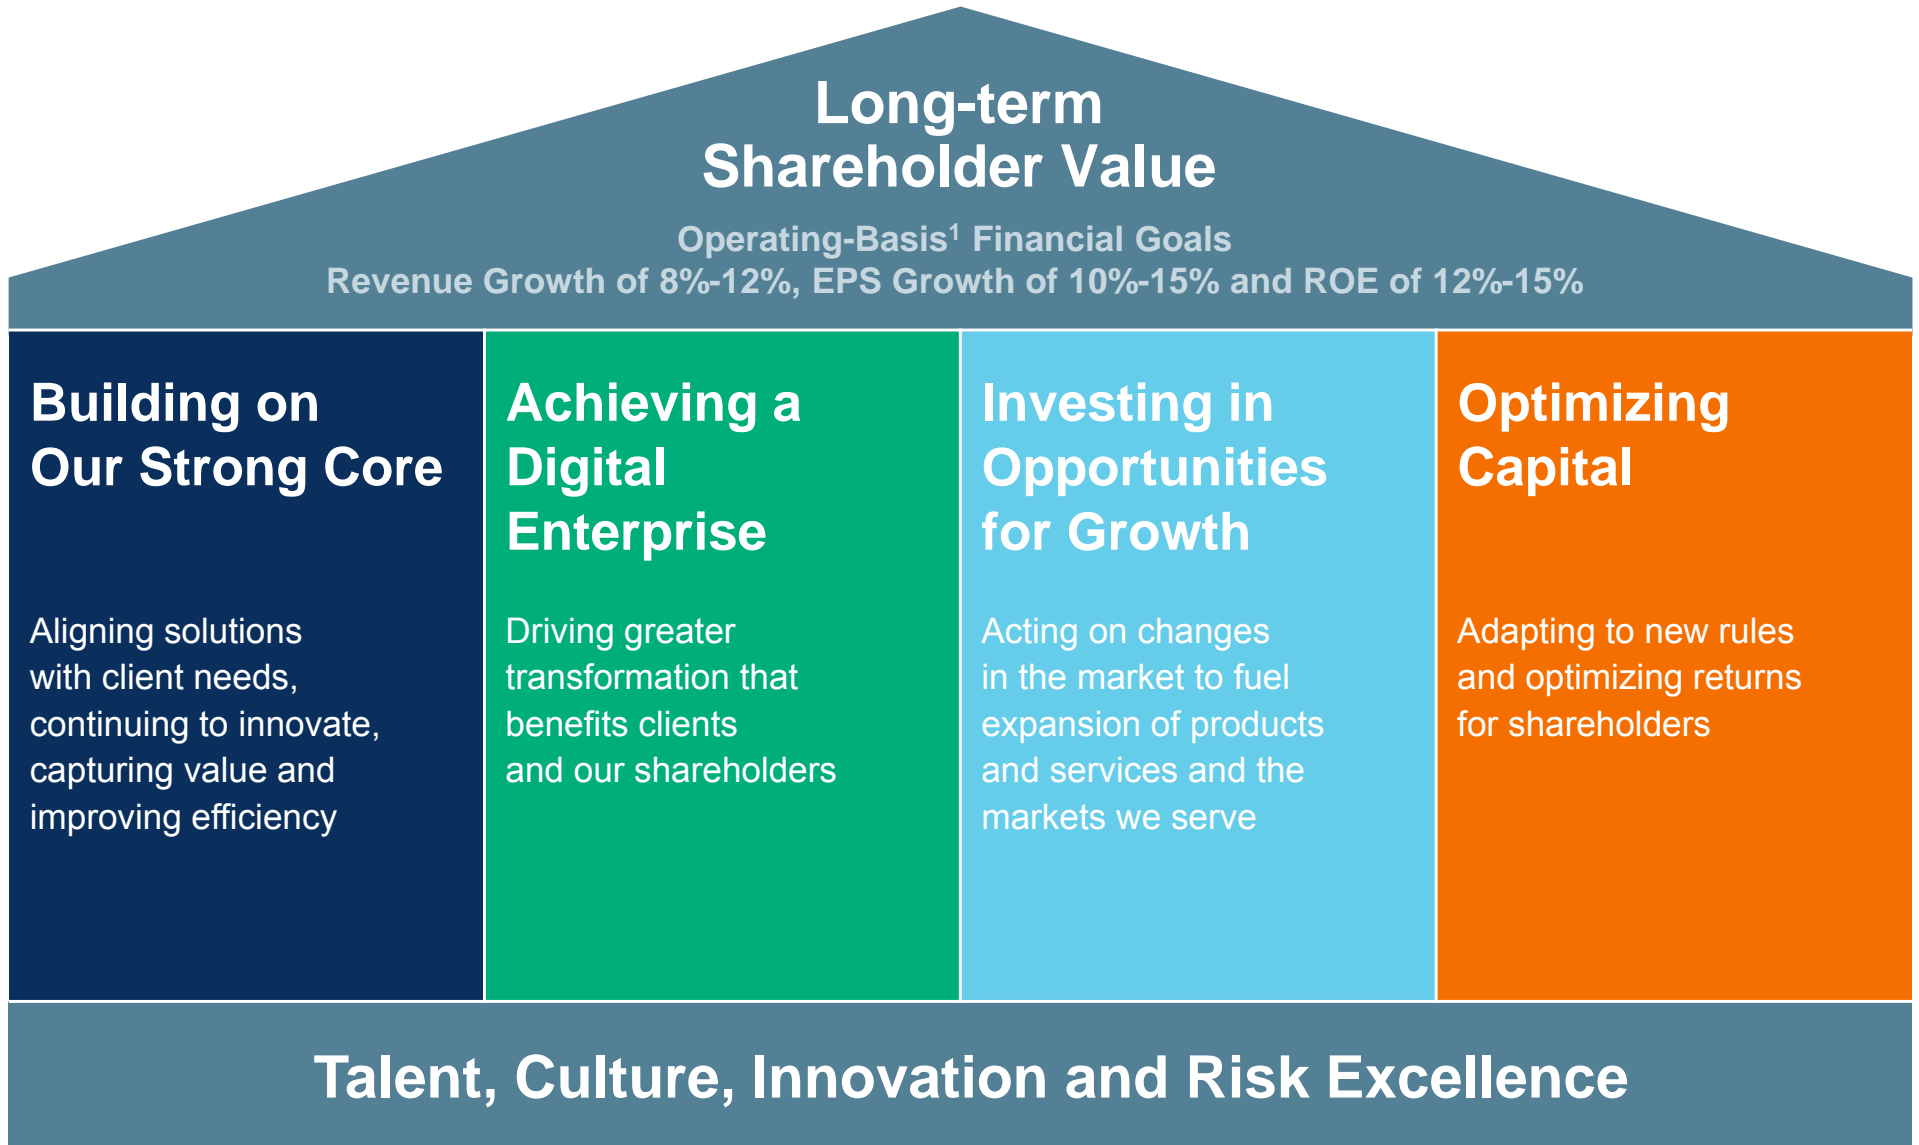 Long-term
Shareholder Value
Operating-Basis¹ Financial Goals
Revenue Growth of 8%-12%, EPS Growth of 10%-15% and ROE of 12%-15%
Building on
Our Strong Core
Aligning solutions
with client needs,
continuing to innovate,
capturing value and
improving efficiency
Achieving a
Digital
Enterprise
Driving greater
transformation that
benefits clients
and our shareholders
Investing in
Opportunities
for Growth
Acting on changes
in the market to fuel
expansion of products
and services and the
markets we serve
Optimizing
Capital
Adapting to new rules
and optimizing returns
for shareholders
Talent, Culture, Innovation and Risk Excellence